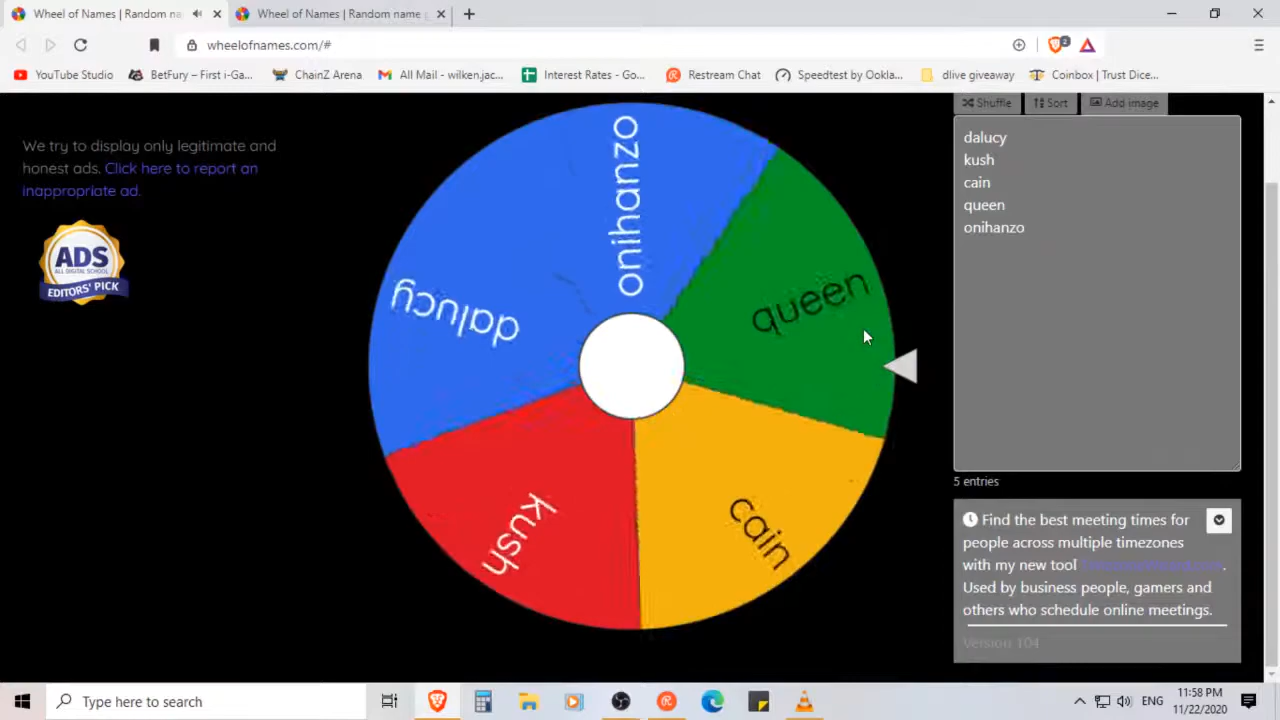 Wheel of Names | Random na
Wheel of Names | Random name
wheelofnames.com/#
2
YouTube Studio
BetFury – First i-Ga...
ChainZ Arena
All Mail - wilken.jac...
Interest Rates - Go...
Restream Chat
Speedtest by Ookla...
dlive giveaway
Coinbox | Trust Dice...
We try to display only legitimate and
honest ads. Click here to report an
inappropriate ad.
ADS
ALL DIGITAL SCHOOL
EDITORS' PICK
onihanzo
queen
dalucy
kush
cain
Shuffle
Sort
Add image
dalucy
kush
cain
queen
onihanzo
5 entries
Find the best meeting times for
people across multiple timezones
with my new tool
Used by business people, gamers and
others who schedule online meetings.
Version 104
Type here to search
ENG
11:58 PM
11/22/2020